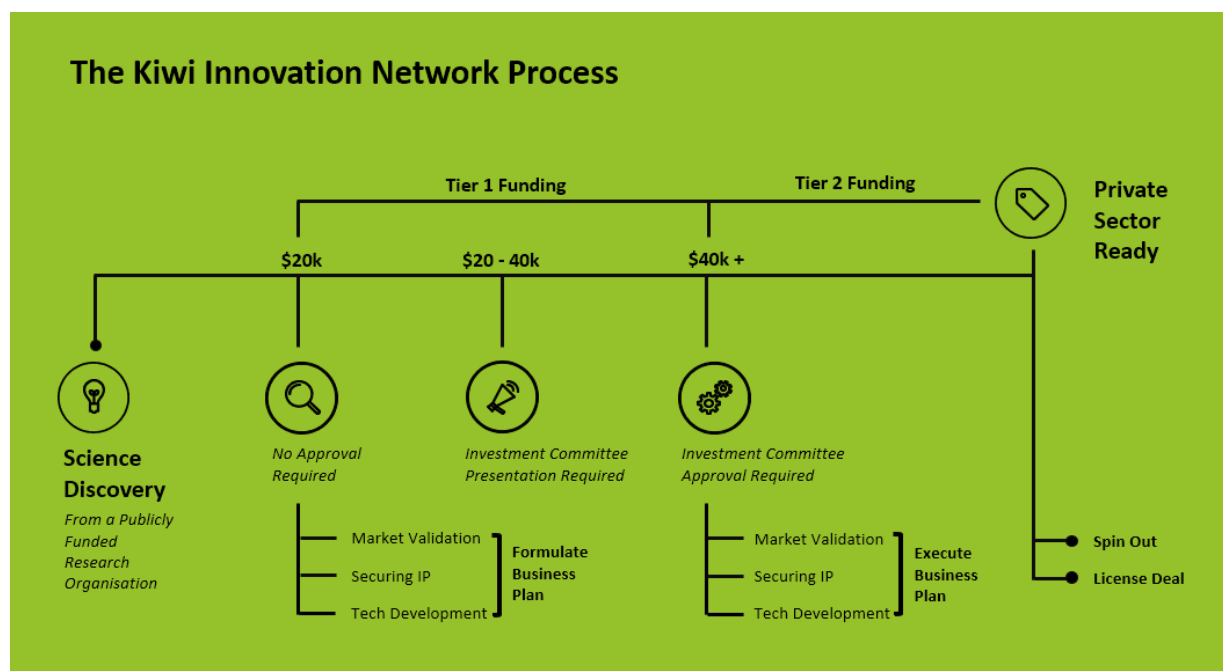 The Kiwi Innovation Network Process
Tier 1 Funding
Tier 2 Funding
Private
Sector
Ready
$20k
$20 - 40k
$40k +
Science
Discovery
From a Publicly
Funded
Research
Organisation
No Approval
Required
Investment Committee
Presentation Required
Investment Committee
Approval Required
Market Validation
Securing IP
Tech Development
Formulate
Business
Plan
Market Validation
Securing IP
Tech Development
Execute
Business
Plan
Spin Out
License Deal